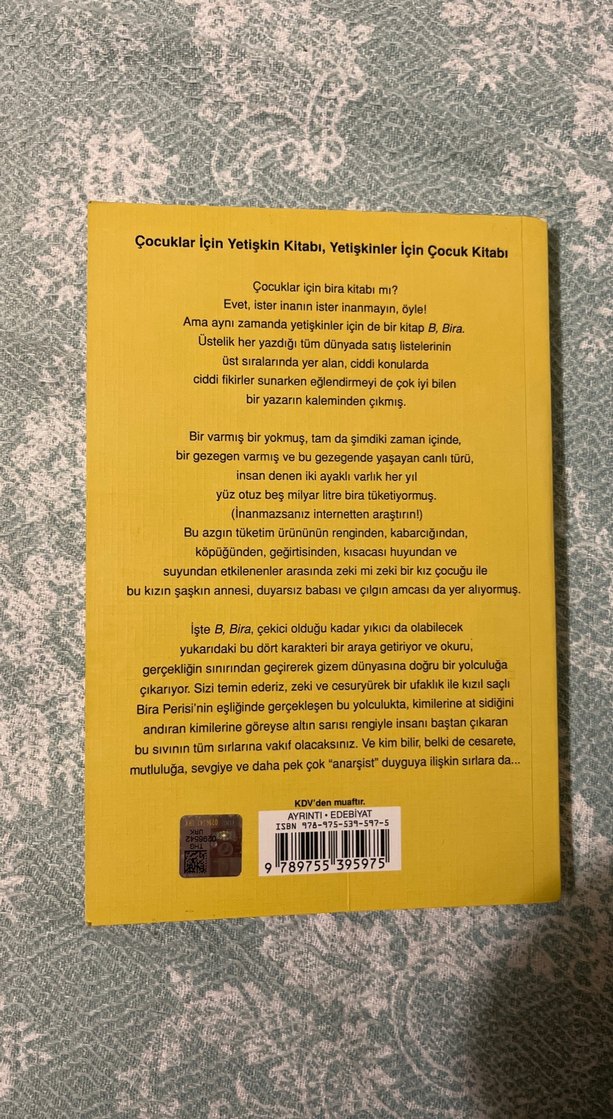 Çocuklar İçin Yetişkin Kitabı, Yetişkinler İçin Çocuk Kitabı
Çocuklar için bira kitabı mı?
Evet, ister inanın ister inanmayın, öyle!
Ama aynı zamanda yetişkinler için de bir kitap B, Bira.
Üstelik her yazdığı tüm dünyada satış listelerinin
üst sıralarında yer alan, ciddi konularda
ciddi fikirler sunarken eğlendirmeyi de çok iyi bilen
bir yazarın kaleminden çıkmış.
Bir varmış bir yokmuş, tam da şimdiki zaman içinde,
bir gezegen varmış ve bu gezegende yaşayan canlı türü,
insan denen iki ayaklı varlık her yıl
yüz otuz beş milyar litre bira tüketiyormuş.
(İnanmazsanız internetten araştırın!)
Bu azgın tüketim ürününün renginden, kabarcığından,
köpüğünden, geğirtisinden, kısacası huyundan ve
suyundan etkilenenler arasında zeki mi zeki bir kız çocuğu ile
bu kızın şaşkın annesi, duyarsız babası ve çılgın amcası da yer alıyormuş.
İşte B, Bira, çekici olduğu kadar yıkıcı da olabilecek
yukarıdaki bu dört karakteri bir araya getiriyor ve okuru,
gerçekliğin sınırından geçirerek gizem dünyasına doğru bir yolculuğa
çıkarıyor. Sizi temin ederiz, zeki ve cesuryürek bir ufaklık ile kızıl saçlı
Bira Perisi'nin eşliğinde gerçekleşen bu yolculukta, kimilerine at sidiğini
andıran kimilerine göreyse altın sarısı rengiyle insanı baştan çıkaran
bu sıvının tüm sırlarına vakıf olacaksınız. Ve kim bilir, belki de cesarete,
mutluluğa, sevgiye ve daha pek çok “anarşist” duyguya ilişkin sırlara da...
KDV'den muaftır.
AYRINTI • EDEBİYAT
ISBN 978-975-539-597-5
9 789755 395975